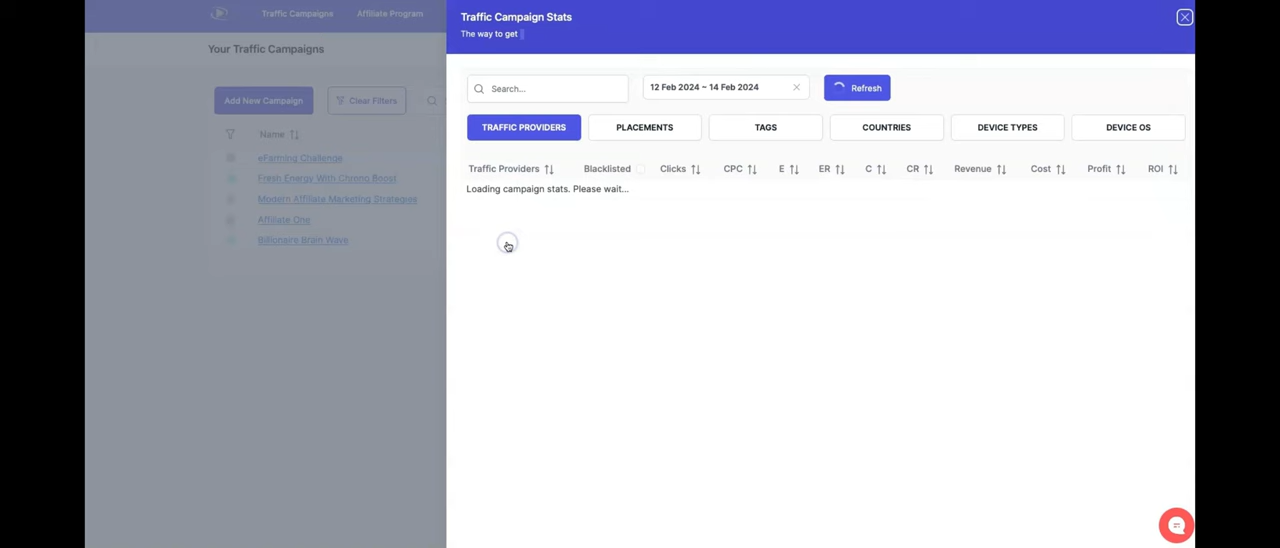 Traffic Campaigns Affiliate Program
Your Traffic Campaigns
Add New Campaign Clear Filters
Name
eFarming Challenge
Fresh Energy With Chrono Boost
Modern Affiliate Marketing Strategies
Affiliate One
Billionaire Brain Wave
Traffic Campaign Stats
The way to get
Search... 12 Feb 2024 ~ 14 Feb 2024 Refresh
TRAFFIC PROVIDERS PLACEMENTS TAGS COUNTRIES DEVICE TYPES DEVICE OS
Traffic Providers Blacklisted Clicks CPC E ER C CR Revenue Cost Profit ROI
Loading campaign stats. Please wait...